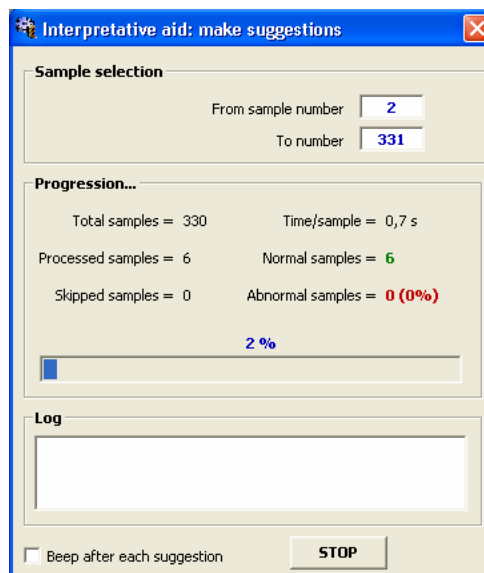 Interpretative aid: make suggestions
Sample selection
From sample number 2
To number 331
Progression...
Total samples = 330 Time/sample = 0,7 s
Processed samples = 6 Normal samples = 6
Skipped samples = 0 Abnormal samples = 0 (0%)
2 %
Log
Beep after each suggestion STOP